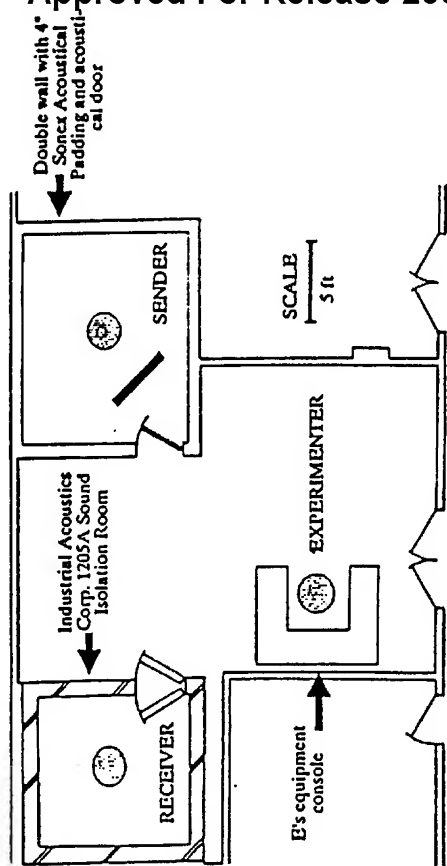 Approved For Release 200
Double wall with 4"
Sonex Acoustical
Padding and acousti-
cal door
SENDER
SCALE
5 ft
Industrial Acoustics
Corp. 1205A Sound
Isolation Room
EXPERIMENTER
RECEIVER
E's equipment
console